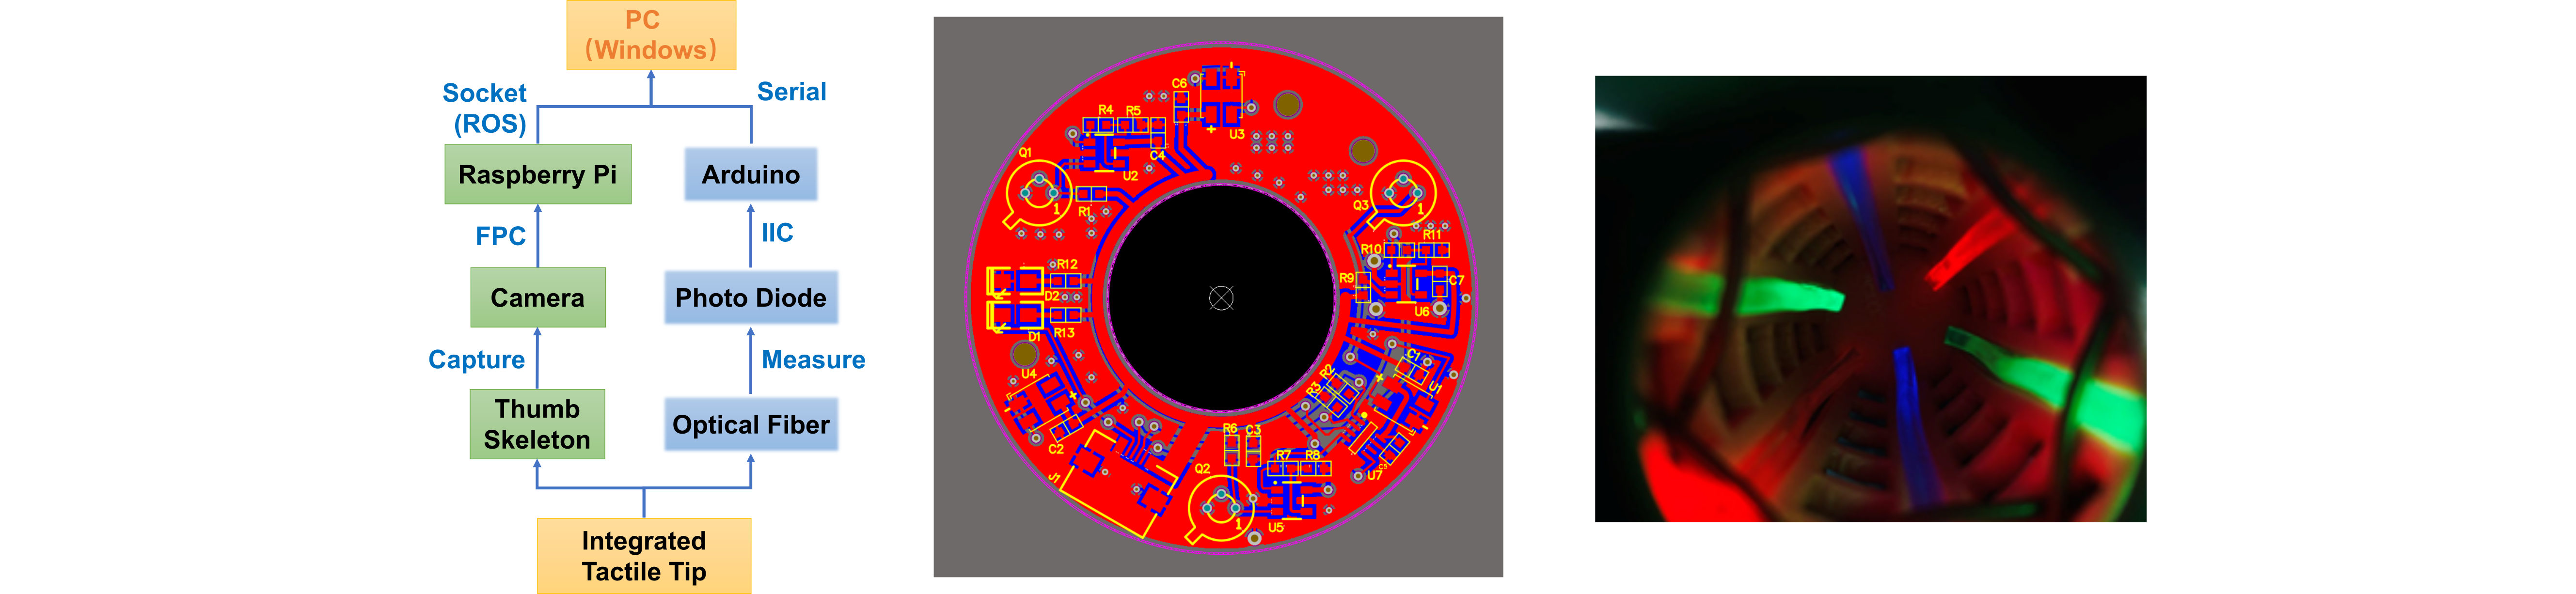 PC
(Windows)
Socket
(ROS)
Serial
Raspberry Pi
Arduino
FPC
IIC
Camera
Photo Diode
Capture
Measure
Thumb
Skeleton
Optical Fiber
Integrated
Tactile Tip
C6
U3
R4
R5
C4
U2
Q1
1
R1
Q3
1
R10
R11
R9
C7
U6
R12
D2
R13
D1
U4
C2
J1
C1
U1
R2
R3
R6
C3
R7
R8
Q2
1
U5
U7